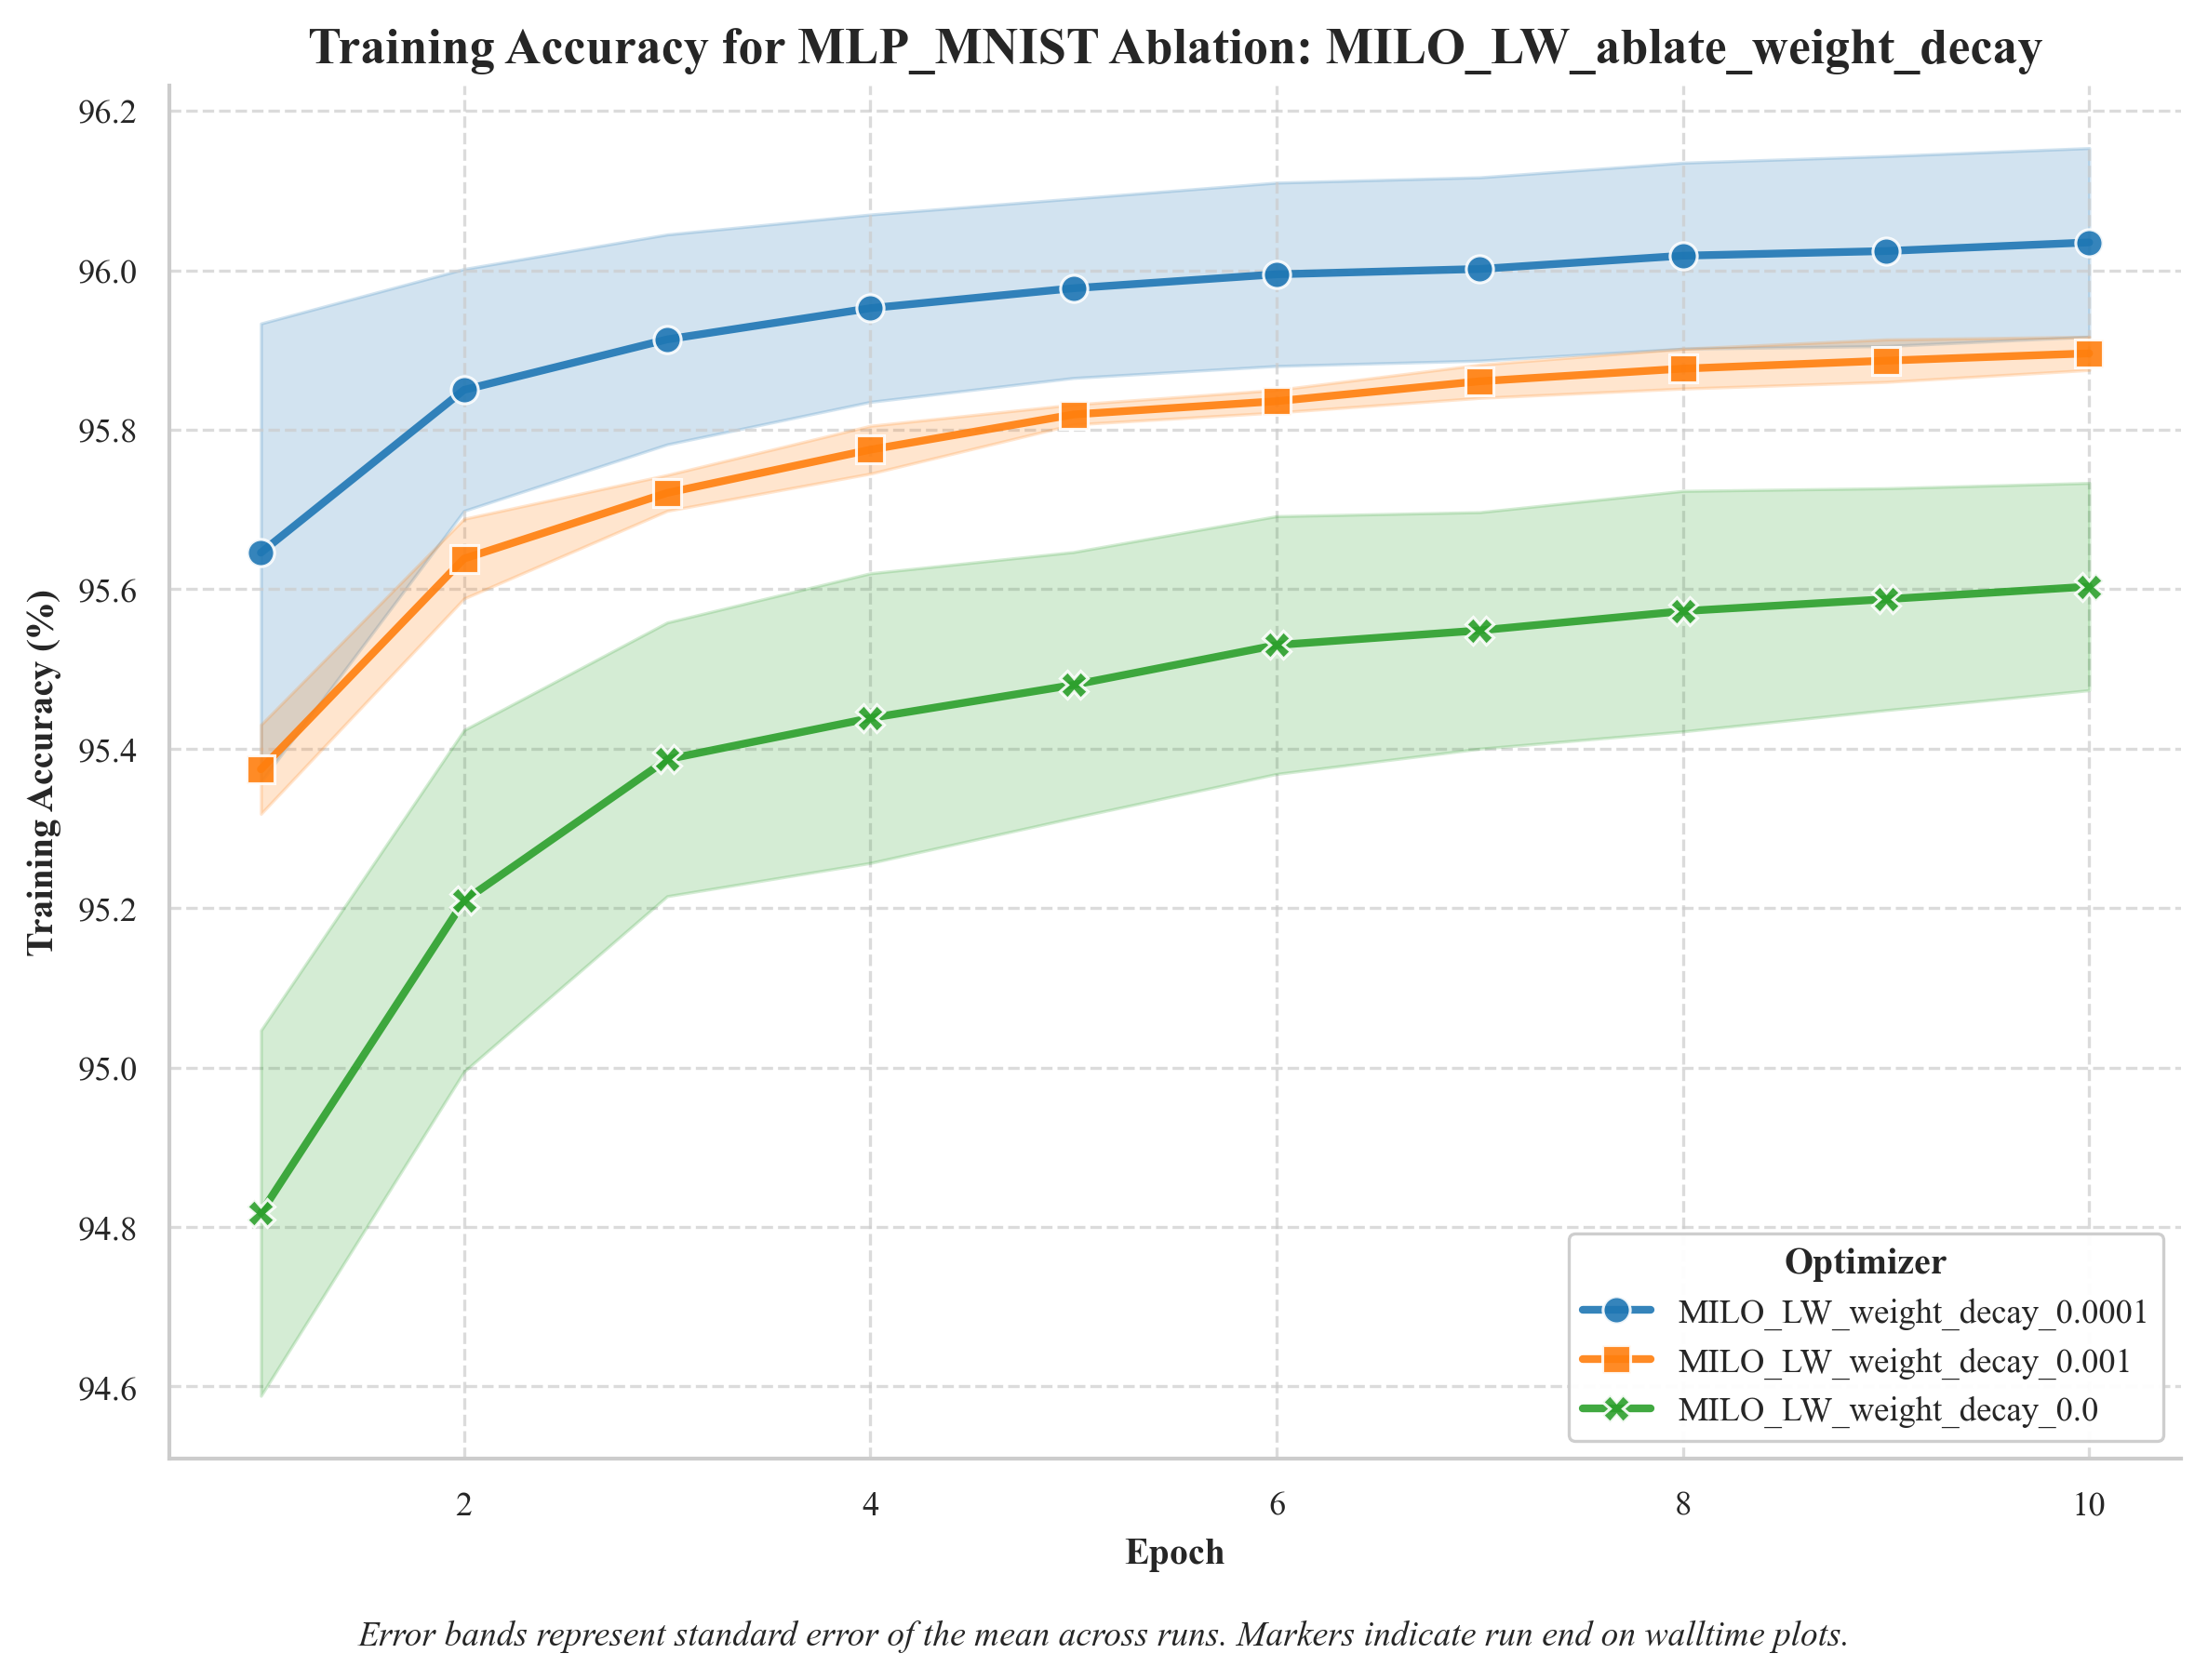 Training Accuracy for MLP_MNIST Ablation: MILO_LW_ablate_weight_decay
Training Accuracy (%)
96.2
96.0
95.8
95.6
95.4
95.2
95.0
94.8
94.6
Optimizer
MILO_LW_weight_decay_0.0001
MILO_LW_weight_decay_0.001
MILO_LW_weight_decay_0.0
2 4 6 8 10
Epoch
Error bands represent standard error of the mean across runs. Markers indicate run end on walltime plots.